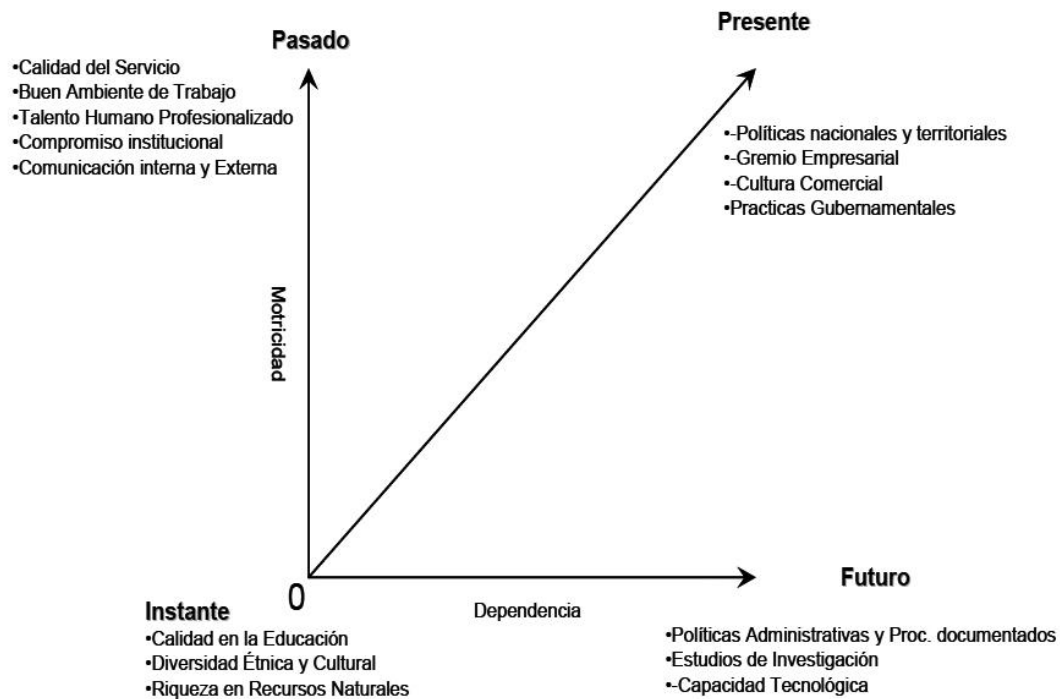 Pasado
•Calidad del Servicio
•Buen Ambiente de Trabajo
•Talento Humano Profesionalizado
•Compromiso institucional
•Comunicación interna y Externa
Presente
•-Políticas nacionales y territoriales
•-Gremio Empresarial
•-Cultura Comercial
•Practicas Gubernamentales
Motricidad
0
Dependencia
Instante
•Calidad en la Educación
•Diversidad Étnica y Cultural
•Riqueza en Recursos Naturales
Futuro
•Políticas Administrativas y Proc. documentados
•Estudios de Investigación
•-Capacidad Tecnológica